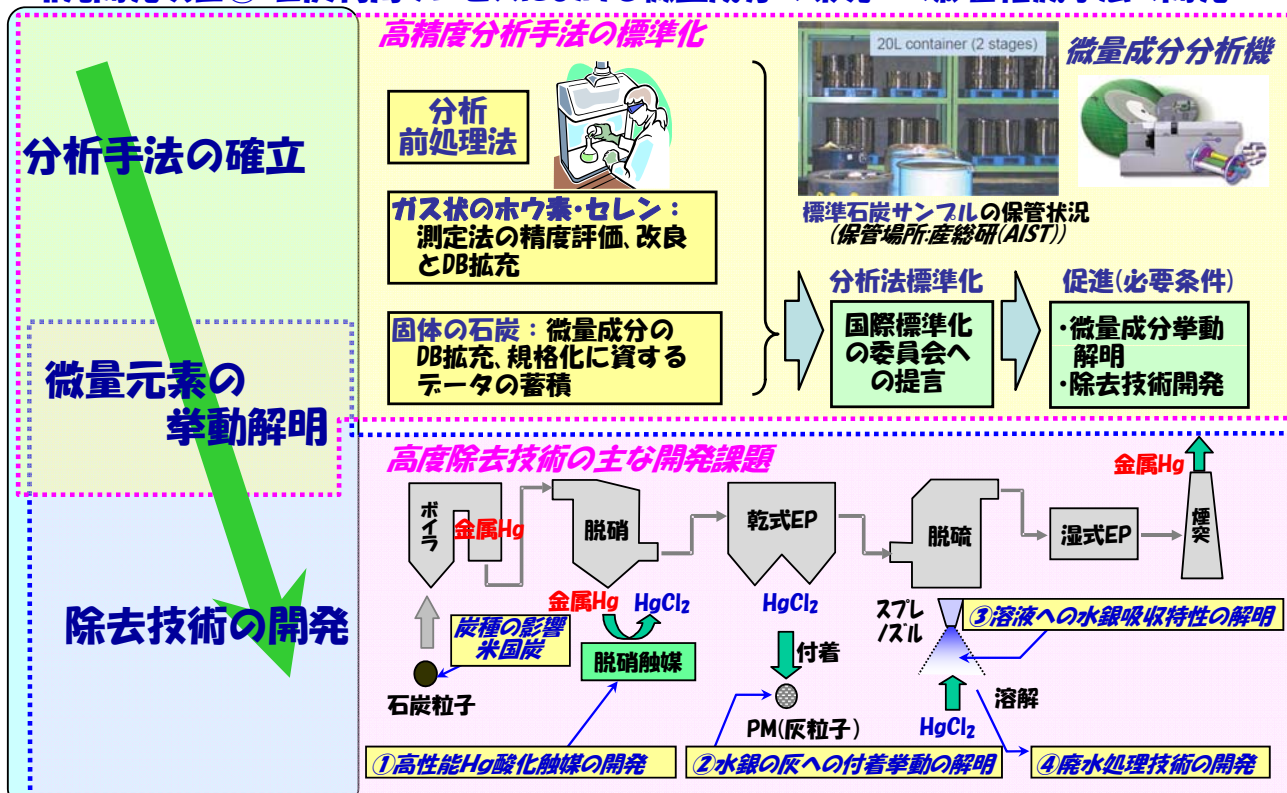 分析手法の確立
微量元素の
挙動解明
除去技術の開発
高精度分析手法の標準化
分析
前処理法
ガス状のホウ素・セレン：
測定法の精度評価、改良
とDB拡充
固体の石炭：微量成分の
DB拡充、規格化に資する
データの蓄積
20L container (2 stages)
微量成分分析機
標準石炭サンプルの保管状況
(保管場所:産総研(AIST))
分析法標準化
国際標準化
の委員会へ
の提言
促進(必要条件)
・微量成分挙動
解明
・除去技術開発
高度除去技術の主な開発課題
ボイラ
金属Hg
脱硝
乾式EP
脱硫
湿式EP
煙突
金属Hg
金属Hg
HgCl2
脱硝触媒
HgCl2
付着
PM(灰粒子)
スプレ
ノズル
溶解
HgCl2
炭種の影響
米国炭
石炭粒子
①高性能Hg酸化触媒の開発
②水銀の灰への付着挙動の解明
③溶液への水銀吸収特性の解明
④廃水処理技術の開発